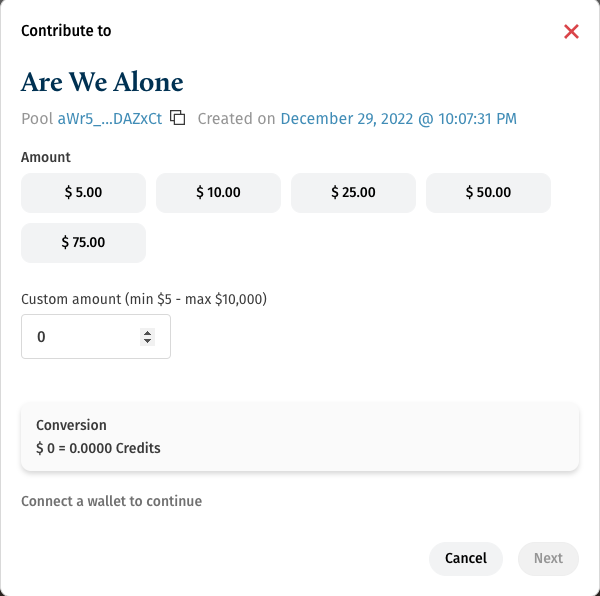 Contribute to
Are We Alone
Pool aWr5_...DAZxCt Created on December 29, 2022 @ 10:07:31 PM
Amount
$ 5.00 $ 10.00 $ 25.00 $ 50.00
$ 75.00
Custom amount (min $5 - max $10,000)
0
Conversion
$ 0 = 0.0000 Credits
Connect a wallet to continue
Cancel Next